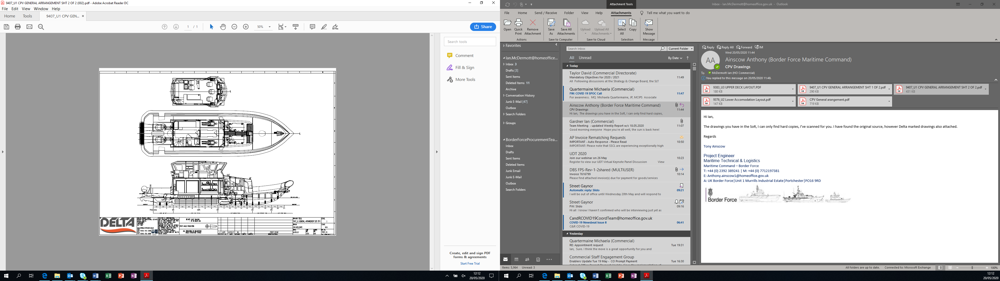 9407_U1 CPV GENERAL ARRANGEMENT SHT 2 OF 2 (002).pdf - Adobe Acrobat Reader DC
File Edit View Window Help
Home Tools 9407_U1 CPV GEN... ×
1 / 1 50% Share
Search tools
Comment
Fill & Sign
More Tools
Create, edit and sign PDF
forms & agreements
Start Free Trial
DELTA
DO NOT SCALE DRAWING
FIRST ANGLE PROJECTION
FIRST ISSUE
9407_U1 GENERAL ARRANGEMENT OF CPV
12:12
20/05/2020
Attachment Tools
Inbox - Ian.McDermott@homeoffice.gov.uk - Outlook
File Home Send / Receive Folder View Help Attachments Tell me what you want to do
Open Quick Print Remove Attachment Save As Save All Attachments Upload Upload All Attachments Select All Copy Show Message
Actions Save to Computer Save to Cloud Selection Message
Favorites
Ian.McDermott@homeoffice...
Inbox 3
Drafts [3]
Sent Items
Deleted Items 11
Archive
Conversation History
Junk E-Mail [47]
Outbox
Search Folders
Groups
BorderForceProcurementTea...
Inbox
Drafts
Sent Items
Deleted Items
Junk Email
Junk E-Mail
Outbox
Search Folders
Search Inbox Current Folder
All Unread By Date
Today
Taylor David (Commercial Directorate)
Mandatory Objectives for 2020 / 2021 11:49
All Following discussions at the Strategy & Change Board, the SLT
Quartermaine Michaela (Commercial)
FW: COVID 19 SPOC Call 11:47
For awareness. MQ Michaela Quartermaine, JP, MCIPS Associate
Ainscow Anthony (Border Force Maritime Command)
CPV Drawings 11:44
Hi Ian, The drawings you have in the SoR, I can only find hard copies,
Gardner Ian (Commercial)
Team Meeting - updated Weekly Report w/c 18.05.2020 11:07
Good morning everyone Hope you're all well, the sun is back here!
AP Invoice Rematching Requests
IMPORTANT - Auto Response - Please Read 10:50
IMPORTANT: Please note that SSCL are experiencing exceptionally high
UDT 2020
Join our webinar on 26 May 10:23
Register to view our UDT Virtual Keynote Panel Discussion View
DBS FPS-Rev-1-2shared (MULTIUSER)
Invoice 7616799 10:14
Please find attached invoice(s) due for payment for goods/services
Street Gaynor
Automatic reply: Slido 09:21
I will be out of office until Wednesday 20th May and will respond to
Street Gaynor
FW: Slido 09:16
Hi all I know I haven't confirmed who will be interviewing just yet as
CandRCOVID19CoordTeam@homeoffice.gov.uk
COVID-19 Newsbeat Issue 8 06:41
C&R COVID-19
Yesterday
Quartermaine Michaela (Commercial)
RE: Appointment request Tue 19:31
Ian, Sure. I think the move is a great opportunity for you and
Commercial Staff Engagement Group
Enablers Update Tue 19 May - CO Prompt Payment Tue 16:30
Reply Reply All Forward IM
Wed 20/05/2020 11:44
AA Ainscow Anthony (Border Force Maritime Command)
CPV Drawings
To McDermott Ian (HO Commercial)
You replied to this message on 20/05/2020 11:48.
9383_U3 UPPER DECK LAYOUT.PDF
180 KB
9407_U1 CPV GENERAL ARRANGEMENT SHT 1 OF 2.pdf
290 KB
9407_U1 CPV GENERAL ARRANGEMENT SHT 2 OF 2.pdf
431 KB
9376_U2 Lower Accomodation Layout.pdf
147 KB
CPV General arangement.pdf
719 KB
Hi Ian,
The drawings you have in the SoR, I can only find hard copies, I've scanned for you. I have found the original source, however Delta marked drawings also attached.
Regards
Tony Ainscow
Project Engineer
Maritime Technical & Logistics
Maritime Command – Border Force
T: +44 (0) 2392 389241 | M: +44 (0) 7712197381
E: Anthony.ainscow1@homeoffice.gov.uk
A: UK Border Force|Unit 1 Murrills Industrial Estate|Portchester|PO16 9RD
Border Force
Items: 5,964 Unread: 3 All folders are up to date. Connected to: Microsoft Exchange 100%
12:12
20/05/2020